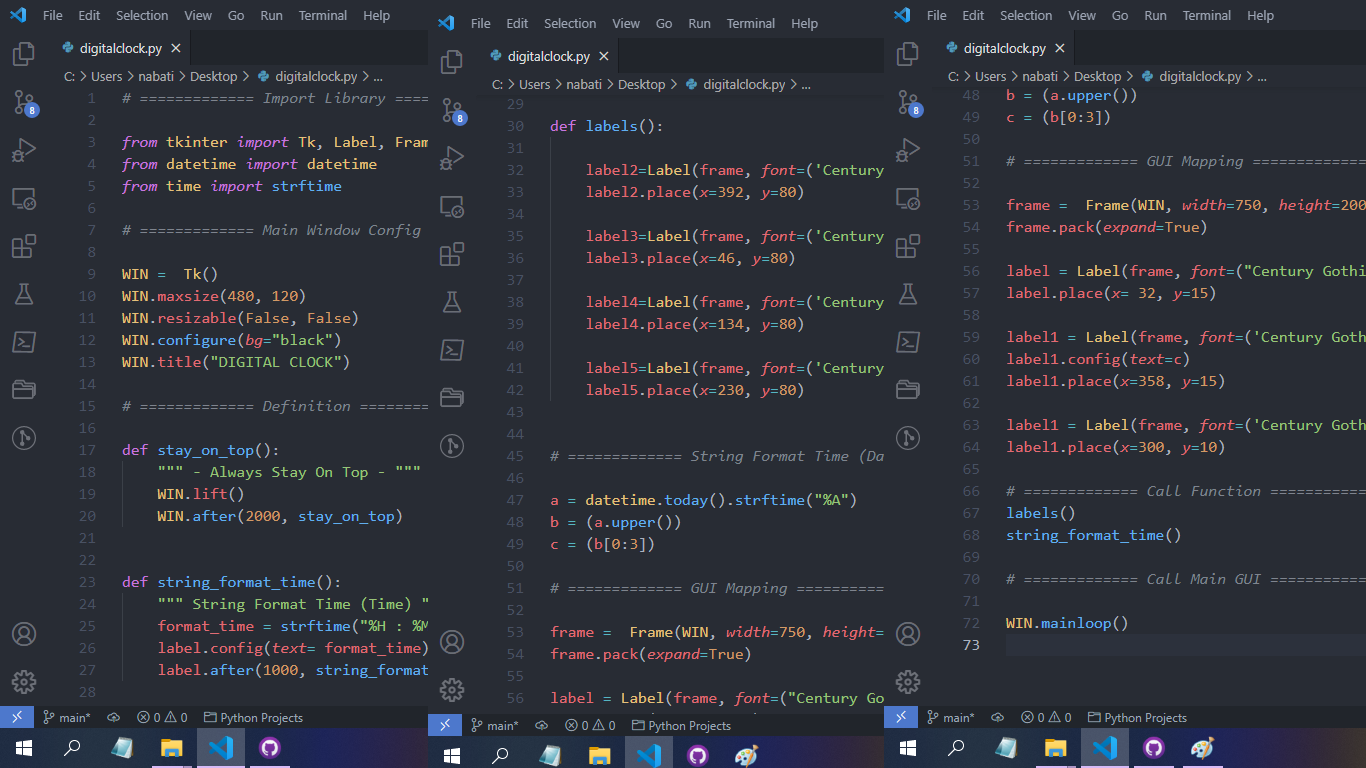 File Edit Selection View Go Run Terminal Help
digitalclock.py
C: > Users > nabati > Desktop > digitalclock.py > ...
1 # ============= Import Library ====
2
3 from tkinter import Tk, Label, Fram
4 from datetime import datetime
5 from time import strftime
6
7 # ============= Main Window Config
8
9 WIN =  Tk()
10 WIN.maxsize(480, 120)
11 WIN.resizable(False, False)
12 WIN.configure(bg="black")
13 WIN.title("DIGITAL CLOCK")
14
15 # ============= Definition ========
16
17 def stay_on_top():
18     """ - Always Stay On Top - """
19     WIN.lift()
20     WIN.after(2000, stay_on_top)
21
22
23 def string_format_time():
24     """ String Format Time (Time) "
25     format_time = strftime("%H : %M
26     label.config(text= format_time)
27     label.after(1000, string_format
28
8
main* 0 0 Python Projects
File Edit Selection View Go Run Terminal Help
digitalclock.py
C: > Users > nabati > Desktop > digitalclock.py > ...
29
30 def labels():
31
32     label2=Label(frame, font=('Century
33     label2.place(x=392, y=80)
34
35     label3=Label(frame, font=('Century
36     label3.place(x=46, y=80)
37
38     label4=Label(frame, font=('Century
39     label4.place(x=134, y=80)
40
41     label5=Label(frame, font=('Century
42     label5.place(x=230, y=80)
43
44
45 # ============= String Format Time (Da
46
47 a = datetime.today().strftime("%A")
48 b = (a.upper())
49 c = (b[0:3])
50
51 # ============= GUI Mapping ==========
52
53 frame =  Frame(WIN, width=750, height=
54 frame.pack(expand=True)
55
56 label = Label(frame, font=("Century Go
8
main* 0 0 Python Projects
File Edit Selection View Go Run Terminal Help
digitalclock.py
C: > Users > nabati > Desktop > digitalclock.py > ...
48 b = (a.upper())
49 c = (b[0:3])
50
51 # ============= GUI Mapping =============
52
53 frame =  Frame(WIN, width=750, height=200
54 frame.pack(expand=True)
55
56 label = Label(frame, font=("Century Gothi
57 label.place(x= 32, y=15)
58
59 label1 = Label(frame, font=('Century Goth
60 label1.config(text=c)
61 label1.place(x=358, y=15)
62
63 label1 = Label(frame, font=('Century Goth
64 label1.place(x=300, y=10)
65
66 # ============= Call Function ===========
67 labels()
68 string_format_time()
69
70 # ============= Call Main GUI ===========
71
72 WIN.mainloop()
73
8
main* 0 0 Python Projects